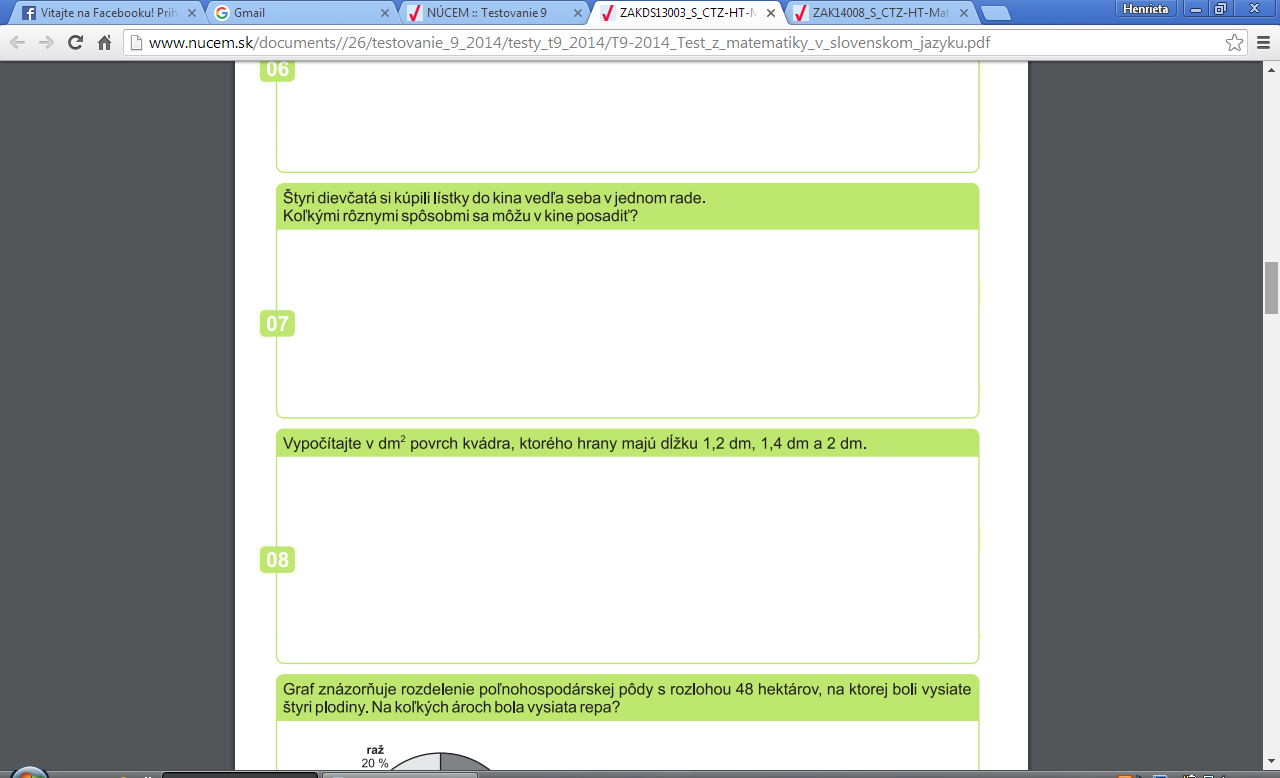 Henrieta
Vitajte na Facebooku! Prih
Gmail
NÚCEM :: Testovanie 9
ZAKDS13003_S_CTZ-HT-M
ZAK14008_S_CTZ-HT-Mat
www.nucem.sk/documents//26/testovanie_9_2014/testy_t9_2014/T9-2014_Test_z_matematiky_v_slovenskom_jazyku.pdf
06
Štyri dievčatá si kúpili lístky do kina vedľa seba v jednom rade.
Koľkými rôznymi spôsobmi sa môžu v kine posadiť?
07
Vypočítajte v dm² povrch kvádra, ktorého hrany majú dĺžku 1,2 dm, 1,4 dm a 2 dm.
08
Graf znázorňuje rozdelenie poľnohospodárskej pôdy s rozlohou 48 hektárov, na ktorej boli vysiate
štyri plodiny. Na koľkých ároch bola vysiata repa?
raž
20 %